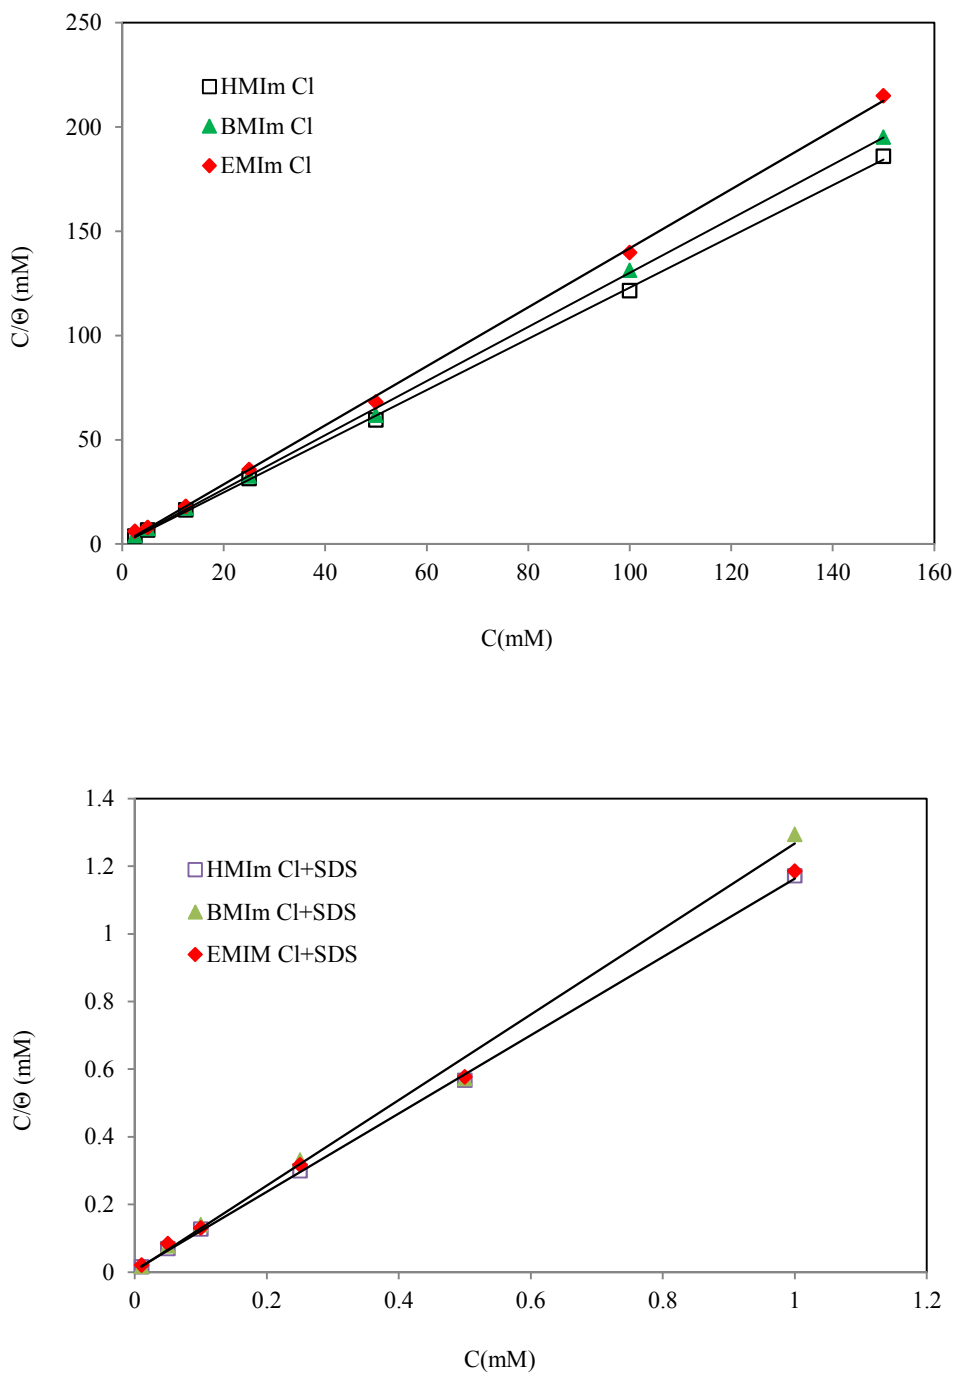 250
200
150
100
50
0
HMIm Cl
BMIm Cl
EMIm Cl
C/Θ (mM)
0 20 40 60 80 100 120 140 160
C(mM)
1.4
1.2
1
0.8
0.6
0.4
0.2
0
HMIm Cl+SDS
BMIm Cl+SDS
EMIM Cl+SDS
C/Θ (mM)
0 0.2 0.4 0.6 0.8 1 1.2
C(mM)